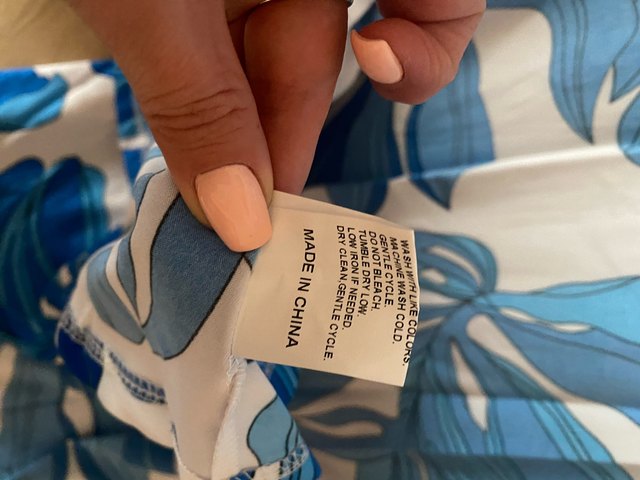 WASH WITH LIKE COLORS,
MACHINE WASH COLD.
GENTLE CYCLE.
DO NOT BLEACH.
TUMBLE DRY LOW.
LOW IRON IF NEEDED.
DRY CLEAN,GENTLE CYCLE.
MADE IN CHINA